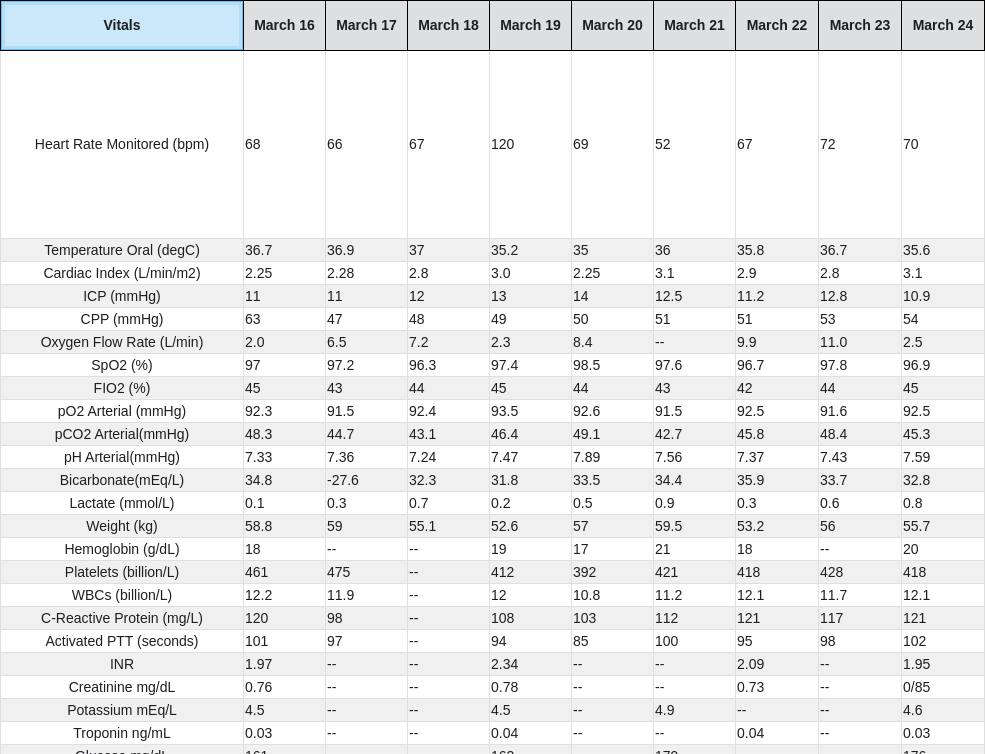 Vitals March 16 March 17 March 18 March 19 March 20 March 21 March 22 March 23 March 24
Heart Rate Monitored (bpm) 68 66 67 120 69 52 67 72 70
Temperature Oral (degC) 36.7 36.9 37 35.2 35 36 35.8 36.7 35.6
Cardiac Index (L/min/m2) 2.25 2.28 2.8 3.0 2.25 3.1 2.9 2.8 3.1
ICP (mmHg) 11 11 12 13 14 12.5 11.2 12.8 10.9
CPP (mmHg) 63 47 48 49 50 51 51 53 54
Oxygen Flow Rate (L/min) 2.0 6.5 7.2 2.3 8.4 -- 9.9 11.0 2.5
SpO2 (%) 97 97.2 96.3 97.4 98.5 97.6 96.7 97.8 96.9
FIO2 (%) 45 43 44 45 44 43 42 44 45
pO2 Arterial (mmHg) 92.3 91.5 92.4 93.5 92.6 91.5 92.5 91.6 92.5
pCO2 Arterial(mmHg) 48.3 44.7 43.1 46.4 49.1 42.7 45.8 48.4 45.3
pH Arterial(mmHg) 7.33 7.36 7.24 7.47 7.89 7.56 7.37 7.43 7.59
Bicarbonate(mEq/L) 34.8 -27.6 32.3 31.8 33.5 34.4 35.9 33.7 32.8
Lactate (mmol/L) 0.1 0.3 0.7 0.2 0.5 0.9 0.3 0.6 0.8
Weight (kg) 58.8 59 55.1 52.6 57 59.5 53.2 56 55.7
Hemoglobin (g/dL) 18 -- -- 19 17 21 18 -- 20
Platelets (billion/L) 461 475 -- 412 392 421 418 428 418
WBCs (billion/L) 12.2 11.9 -- 12 10.8 11.2 12.1 11.7 12.1
C-Reactive Protein (mg/L) 120 98 -- 108 103 112 121 117 121
Activated PTT (seconds) 101 97 -- 94 85 100 95 98 102
INR 1.97 -- -- 2.34 -- -- 2.09 -- 1.95
Creatinine mg/dL 0.76 -- -- 0.78 -- -- 0.73 -- 0/85
Potassium mEq/L 4.5 -- -- 4.5 -- 4.9 -- -- 4.6
Troponin ng/mL 0.03 -- -- 0.04 -- -- 0.04 -- 0.03